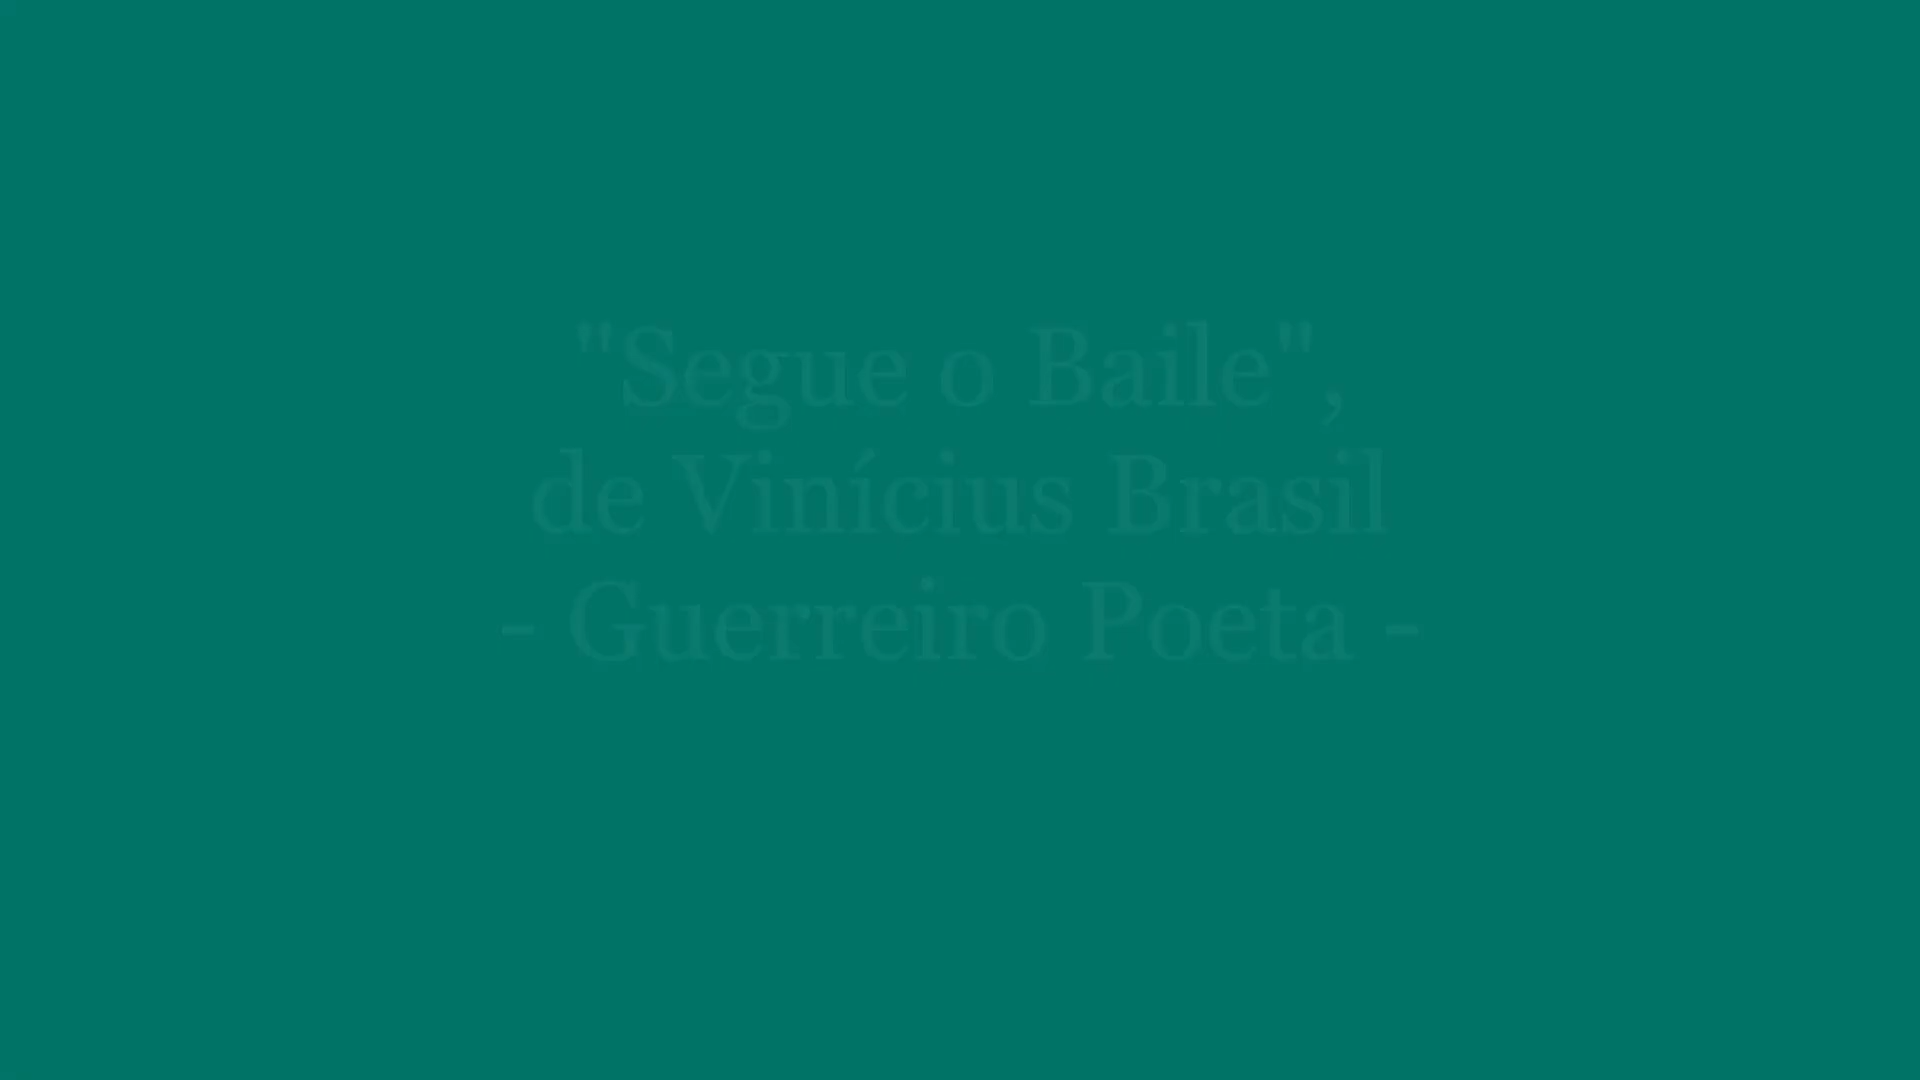 "Segue o Baile",
de Vinícius Brasil
- Guerreiro Poeta -